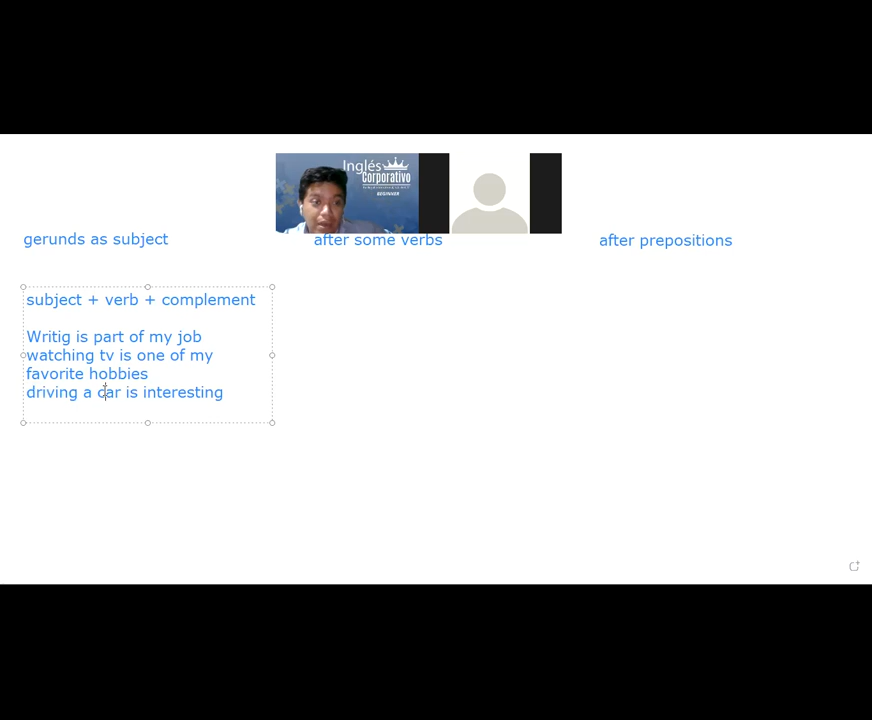 Inglés
Corporativo
BEGINNER
gerunds as subject
after some verbs
after prepositions
subject + verb + complement
Writig is part of my job
watching tv is one of my
favorite hobbies
driving a car is interesting